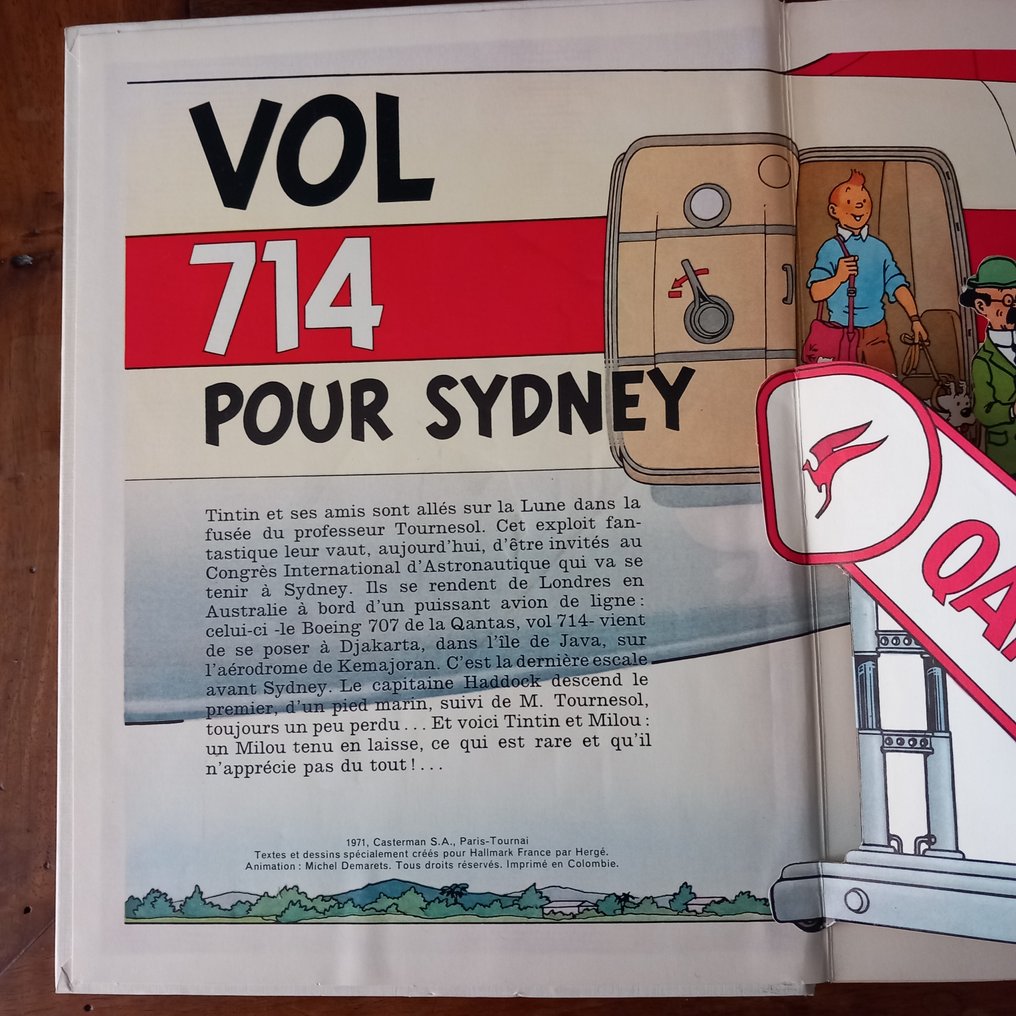 VOL
714
POUR SYDNEY
Tintin et ses amis sont allés sur la Lune dans la
fusée du professeur Tournesol. Cet exploit fan-
tastique leur vaut, aujourd'hui, d'être invités au
Congrès International d'Astronautique qui va se
tenir à Sydney. Ils se rendent de Londres en
Australie à bord d'un puissant avion de ligne :
celui-ci -le Boeing 707 de la Qantas, vol 714- vient
de se poser à Djakarta, dans l'île de Java, sur
l'aérodrome de Kemajoran. C'est la dernière escale
avant Sydney. Le capitaine Haddock descend le
premier, d'un pied marin, suivi de M. Tournesol,
toujours un peu perdu ... Et voici Tintin et Milou :
un Milou tenu en laisse, ce qui est rare et qu'il
n'apprécie pas du tout ! ...
1971, Casterman S.A., Paris-Tournai
Textes et dessins spécialement créés pour Hallmark France par Hergé.
Animation : Michel Demarets. Tous droits réservés. Imprimé en Colombie.
QA